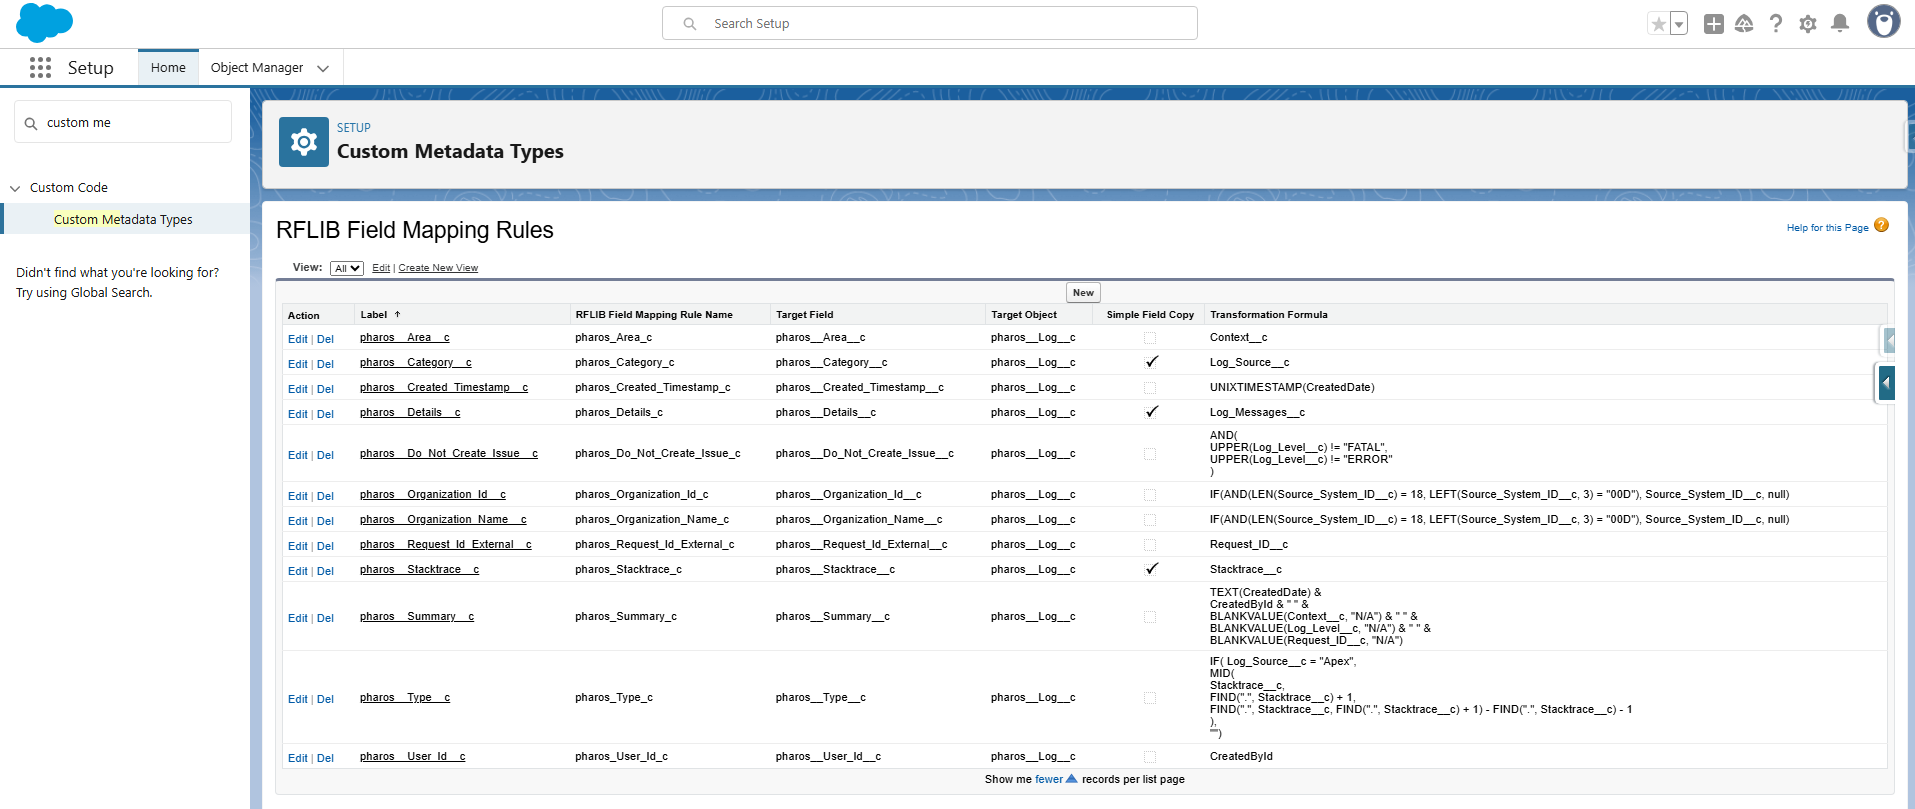 Search Setup
Setup
Home
Object Manager
custom me
Custom Code
Custom Metadata Types
Didn't find what you're looking for?
Try using Global Search.
SETUP
Custom Metadata Types
RFLIB Field Mapping Rules
Help for this Page ?
View: All Edit | Create New View
New
Action Label ↑ RFLIB Field Mapping Rule Name Target Field Target Object Simple Field Copy Transformation Formula
Edit | Del pharos__Area__c pharos_Area_c pharos__Area__c pharos__Log__c Context__c
Edit | Del pharos__Category__c pharos_Category_c pharos__Category__c pharos__Log__c ✓ Log_Source__c
Edit | Del pharos__Created_Timestamp__c pharos_Created_Timestamp_c pharos__Created_Timestamp__c pharos__Log__c UNIXTIMESTAMP(CreatedDate)
Edit | Del pharos__Details__c pharos_Details_c pharos__Details__c pharos__Log__c ✓ Log_Messages__c
Edit | Del pharos__Do_Not_Create_Issue__c pharos_Do_Not_Create_Issue_c pharos__Do_Not_Create_Issue__c pharos__Log__c AND(
UPPER(Log_Level__c) != "FATAL",
UPPER(Log_Level__c) != "ERROR"
)
Edit | Del pharos__Organization_Id__c pharos_Organization_Id_c pharos__Organization_Id__c pharos__Log__c IF(AND(LEN(Source_System_ID__c) = 18, LEFT(Source_System_ID__c, 3) = "00D"), Source_System_ID__c, null)
Edit | Del pharos__Organization_Name__c pharos_Organization_Name_c pharos__Organization_Name__c pharos__Log__c IF(AND(LEN(Source_System_ID__c) = 18, LEFT(Source_System_ID__c, 3) = "00D"), Source_System_ID__c, null)
Edit | Del pharos__Request_Id_External__c pharos_Request_Id_External_c pharos__Request_Id_External__c pharos__Log__c Request_ID__c
Edit | Del pharos__Stacktrace__c pharos_Stacktrace_c pharos__Stacktrace__c pharos__Log__c ✓ Stacktrace__c
Edit | Del pharos__Summary__c pharos_Summary_c pharos__Summary__c pharos__Log__c TEXT(CreatedDate) &
CreatedById & " " &
BLANKVALUE(Context__c, "N/A") & " " &
BLANKVALUE(Log_Level__c, "N/A") & " " &
BLANKVALUE(Request_ID__c, "N/A")
Edit | Del pharos__Type__c pharos_Type_c pharos__Type__c pharos__Log__c IF( Log_Source__c = "Apex",
MID(
Stacktrace__c,
FIND(".", Stacktrace__c) + 1,
FIND(".", Stacktrace__c, FIND(".", Stacktrace__c) + 1) - FIND(".", Stacktrace__c) - 1
),
"")
Edit | Del pharos__User_Id__c pharos_User_Id_c pharos__User_Id__c pharos__Log__c CreatedById
Show me fewer records per list page